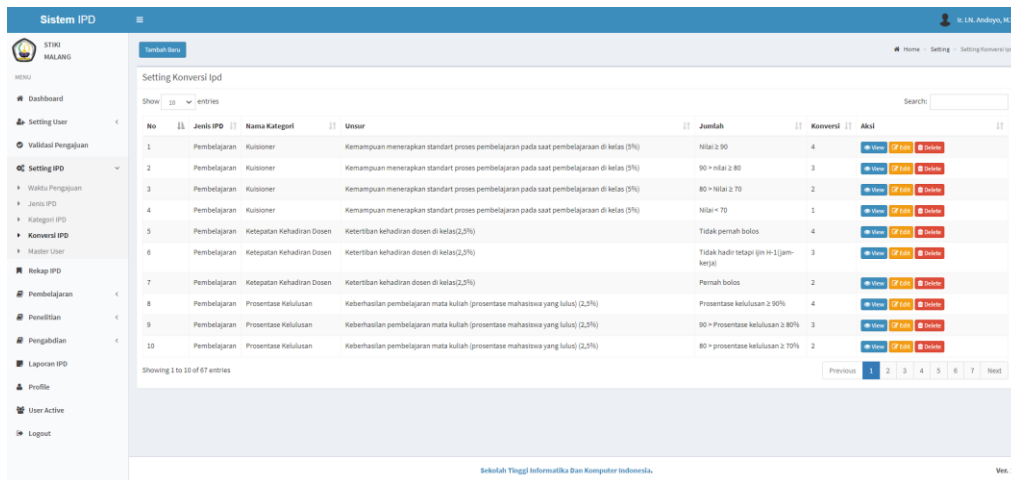 Sistem IPD
Ir. I.N. Andoyo, M.
STIKI
MALANG
MENU
Dashboard
Setting User
Validasi Pengajuan
Setting IPD
Waktu Pengajuan
Jenis IPD
Kategori IPD
Konversi IPD
Master User
Rekap IPD
Pembelajaran
Penelitian
Pengabdian
Laporan IPD
Profile
User Active
Logout
Tambah Baru
Home > Setting > Setting Konversi Ip
Setting Konversi Ipd
Show 10 entries
Search:
No Jenis IPD Nama Kategori Unsur Jumlah Konversi Aksi
1 Pembelajaran Kuisioner Kemampuan menerapkan standart proses pembelajaran pada saat pembelajaraan di kelas (5%) Nilai ≥ 90 4 View Edit Delete
2 Pembelajaran Kuisioner Kemampuan menerapkan standart proses pembelajaran pada saat pembelajaraan di kelas (5%) 90 > nilai ≥ 80 3 View Edit Delete
3 Pembelajaran Kuisioner Kemampuan menerapkan standart proses pembelajaran pada saat pembelajaraan di kelas (5%) 80 > Nilai ≥ 70 2 View Edit Delete
4 Pembelajaran Kuisioner Kemampuan menerapkan standart proses pembelajaran pada saat pembelajaraan di kelas (5%) Nilai < 70 1 View Edit Delete
5 Pembelajaran Ketepatan Kehadiran Dosen Ketertiban kehadiran dosen di kelas(2,5%) Tidak pernah bolos 4 View Edit Delete
6 Pembelajaran Ketepatan Kehadiran Dosen Ketertiban kehadiran dosen di kelas(2,5%) Tidak hadir tetapi ijin H-1(jam-
kerja) 3 View Edit Delete
7 Pembelajaran Ketepatan Kehadiran Dosen Ketertiban kehadiran dosen di kelas(2,5%) Pernah bolos 2 View Edit Delete
8 Pembelajaran Prosentase Kelulusan Keberhasilan pembelajaran mata kuliah (prosentase mahasiswa yang lulus) (2,5%) Prosentase kelulusan ≥ 90% 4 View Edit Delete
9 Pembelajaran Prosentase Kelulusan Keberhasilan pembelajaran mata kuliah (prosentase mahasiswa yang lulus) (2,5%) 90 > Prosentase kelulusan ≥ 80% 3 View Edit Delete
10 Pembelajaran Prosentase Kelulusan Keberhasilan pembelajaran mata kuliah (prosentase mahasiswa yang lulus) (2,5%) 80 > prosentase kelulusan ≥ 70% 2 View Edit Delete
Showing 1 to 10 of 67 entries
Previous 1 2 3 4 5 6 7 Next
Sekolah Tinggi Informatika Dan Komputer Indonesia.
Ver.